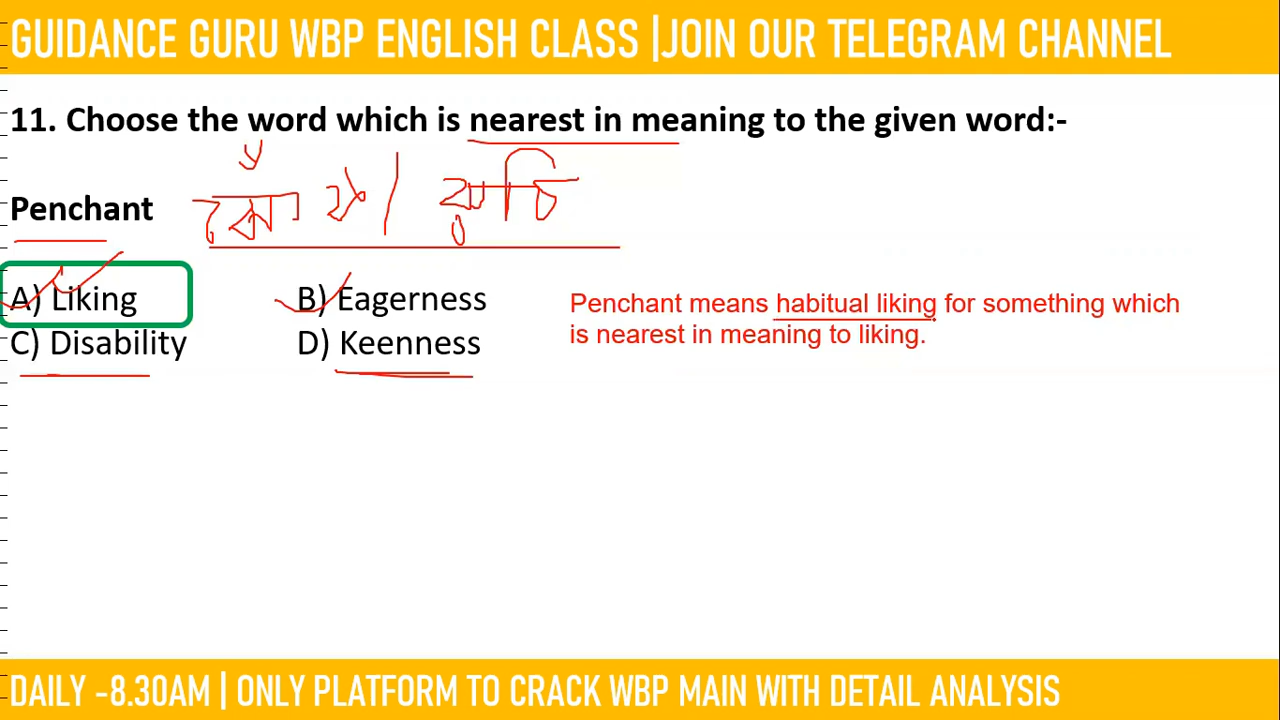 GUIDANCE GURU WBP ENGLISH CLASS |JOIN OUR TELEGRAM CHANNEL
11. Choose the word which is nearest in meaning to the given word:-
Penchant
A) Liking B) Eagerness
C) Disability D) Keenness
Penchant means habitual liking for something which
is nearest in meaning to liking.
DAILY -8.30AM | ONLY PLATFORM TO CRACK WBP MAIN WITH DETAIL ANALYSIS